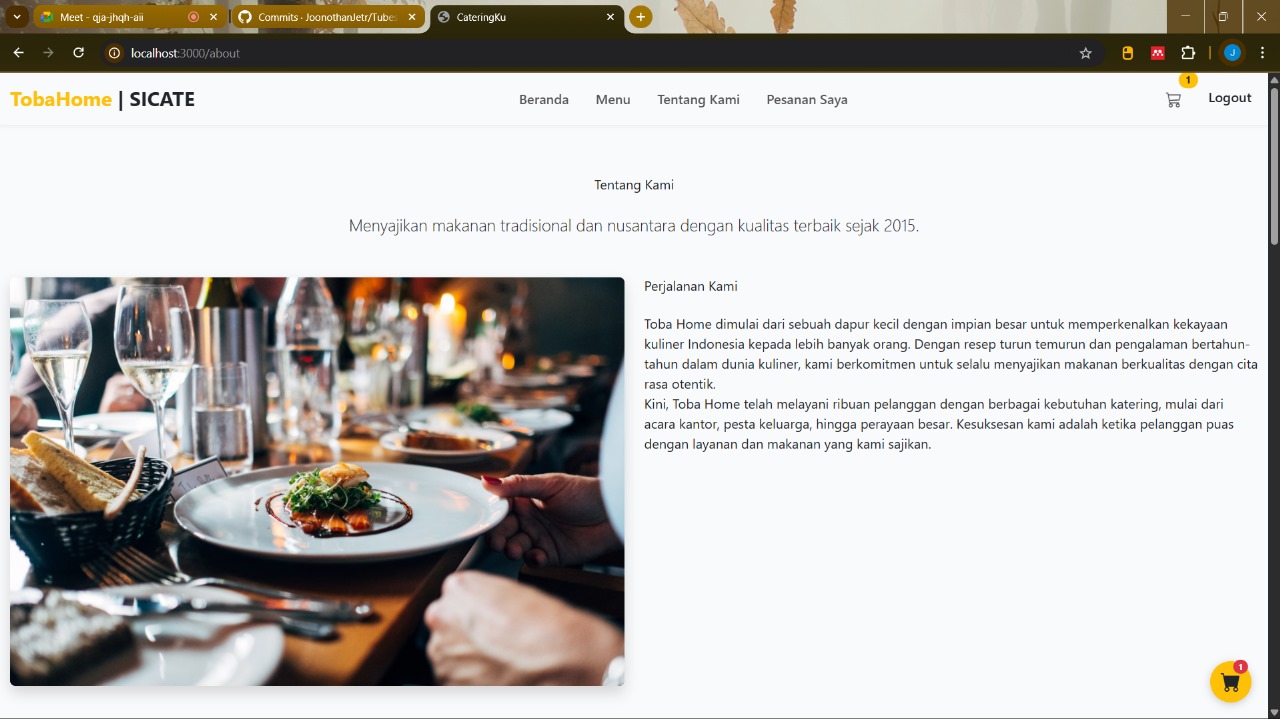 Meet - qja-jhqh-aii
Commits · JoonothanJetr/Tubes
CateringKu
localhost:3000/about
J
TobaHome | SICATE
Beranda
Menu
Tentang Kami
Pesanan Saya
1
Logout
Tentang Kami
Menyajikan makanan tradisional dan nusantara dengan kualitas terbaik sejak 2015.
Perjalanan Kami
Toba Home dimulai dari sebuah dapur kecil dengan impian besar untuk memperkenalkan kekayaan
kuliner Indonesia kepada lebih banyak orang. Dengan resep turun temurun dan pengalaman bertahun-
tahun dalam dunia kuliner, kami berkomitmen untuk selalu menyajikan makanan berkualitas dengan cita
rasa otentik.
Kini, Toba Home telah melayani ribuan pelanggan dengan berbagai kebutuhan katering, mulai dari
acara kantor, pesta keluarga, hingga perayaan besar. Kesuksesan kami adalah ketika pelanggan puas
dengan layanan dan makanan yang kami sajikan.
1